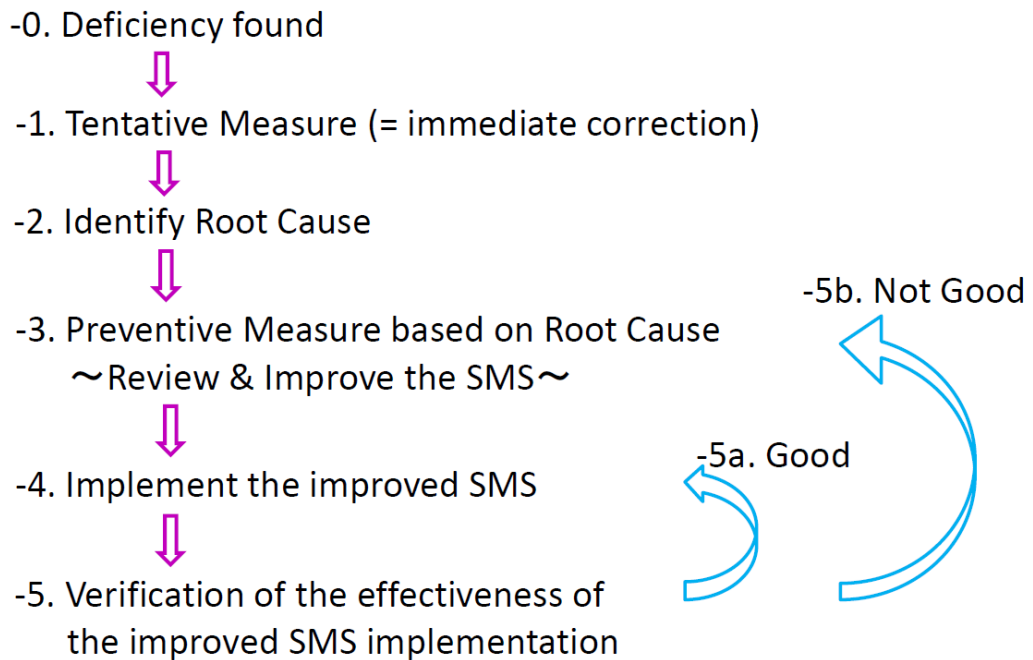 -0. Deficiency found
-1. Tentative Measure (= immediate correction)
-2. Identify Root Cause
-3. Preventive Measure based on Root Cause
～Review & Improve the SMS～
-4. Implement the improved SMS
-5. Verification of the effectiveness of
the improved SMS implementation
-5a. Good
-5b. Not Good